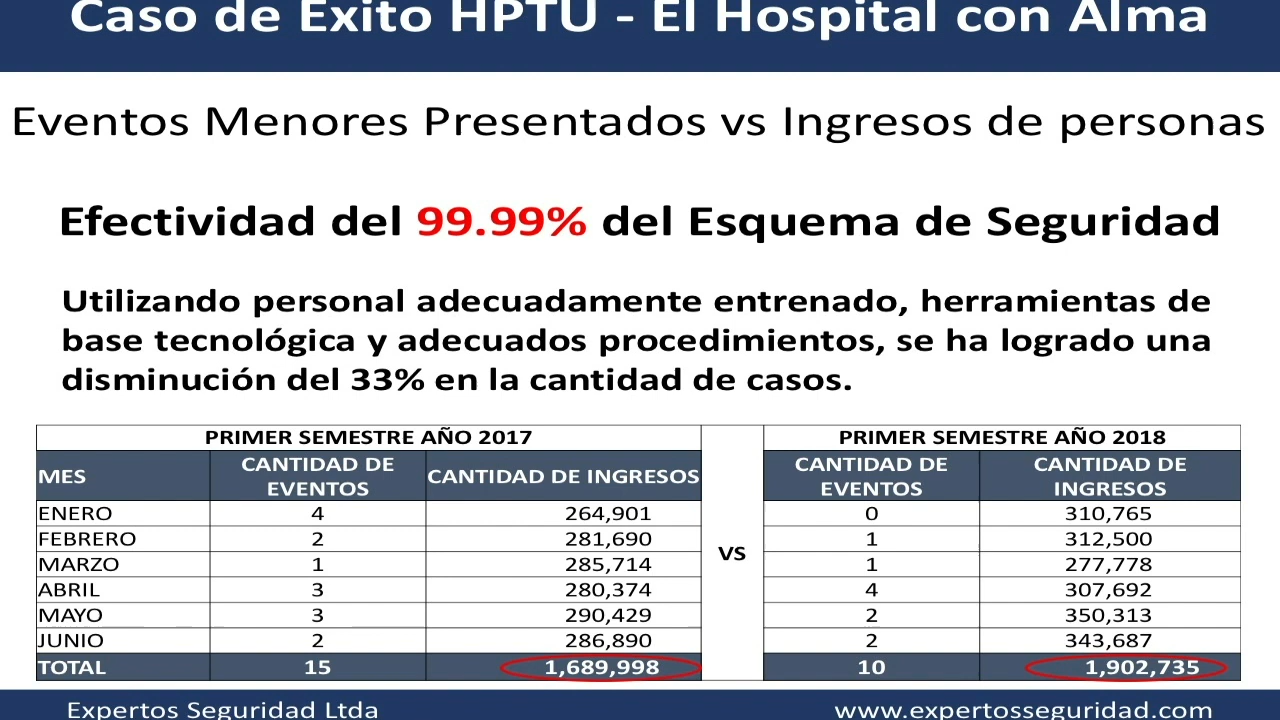 Caso de Exito HPTU - El Hospital con Alma
Eventos Menores Presentados vs Ingresos de personas
Efectividad del 99.99% del Esquema de Seguridad
Utilizando personal adecuadamente entrenado, herramientas de
base tecnológica y adecuados procedimientos, se ha logrado una
disminución del 33% en la cantidad de casos.
PRIMER SEMESTRE AÑO 2017 PRIMER SEMESTRE AÑO 2018
MES CANTIDAD DE EVENTOS CANTIDAD DE INGRESOS CANTIDAD DE EVENTOS CANTIDAD DE INGRESOS
ENERO 4 264,901 0 310,765
FEBRERO 2 281,690 1 312,500
VS
MARZO 1 285,714 1 277,778
ABRIL 3 280,374 4 307,692
MAYO 3 290,429 2 350,313
JUNIO 2 286,890 2 343,687
TOTAL 15 1,689,998 10 1,902,735
Expertos Seguridad Ltda www.expertosseguridad.com